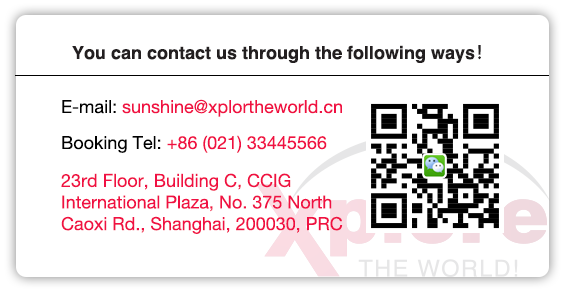 You can contact us through the following ways!
E-mail: sunshine@xplortheworld.cn
Booking Tel: +86 (021) 33445566
23rd Floor, Building C, CCIG
International Plaza, No. 375 North
Caoxi Rd., Shanghai, 200030, PRC
Xplore
THE WORLD!